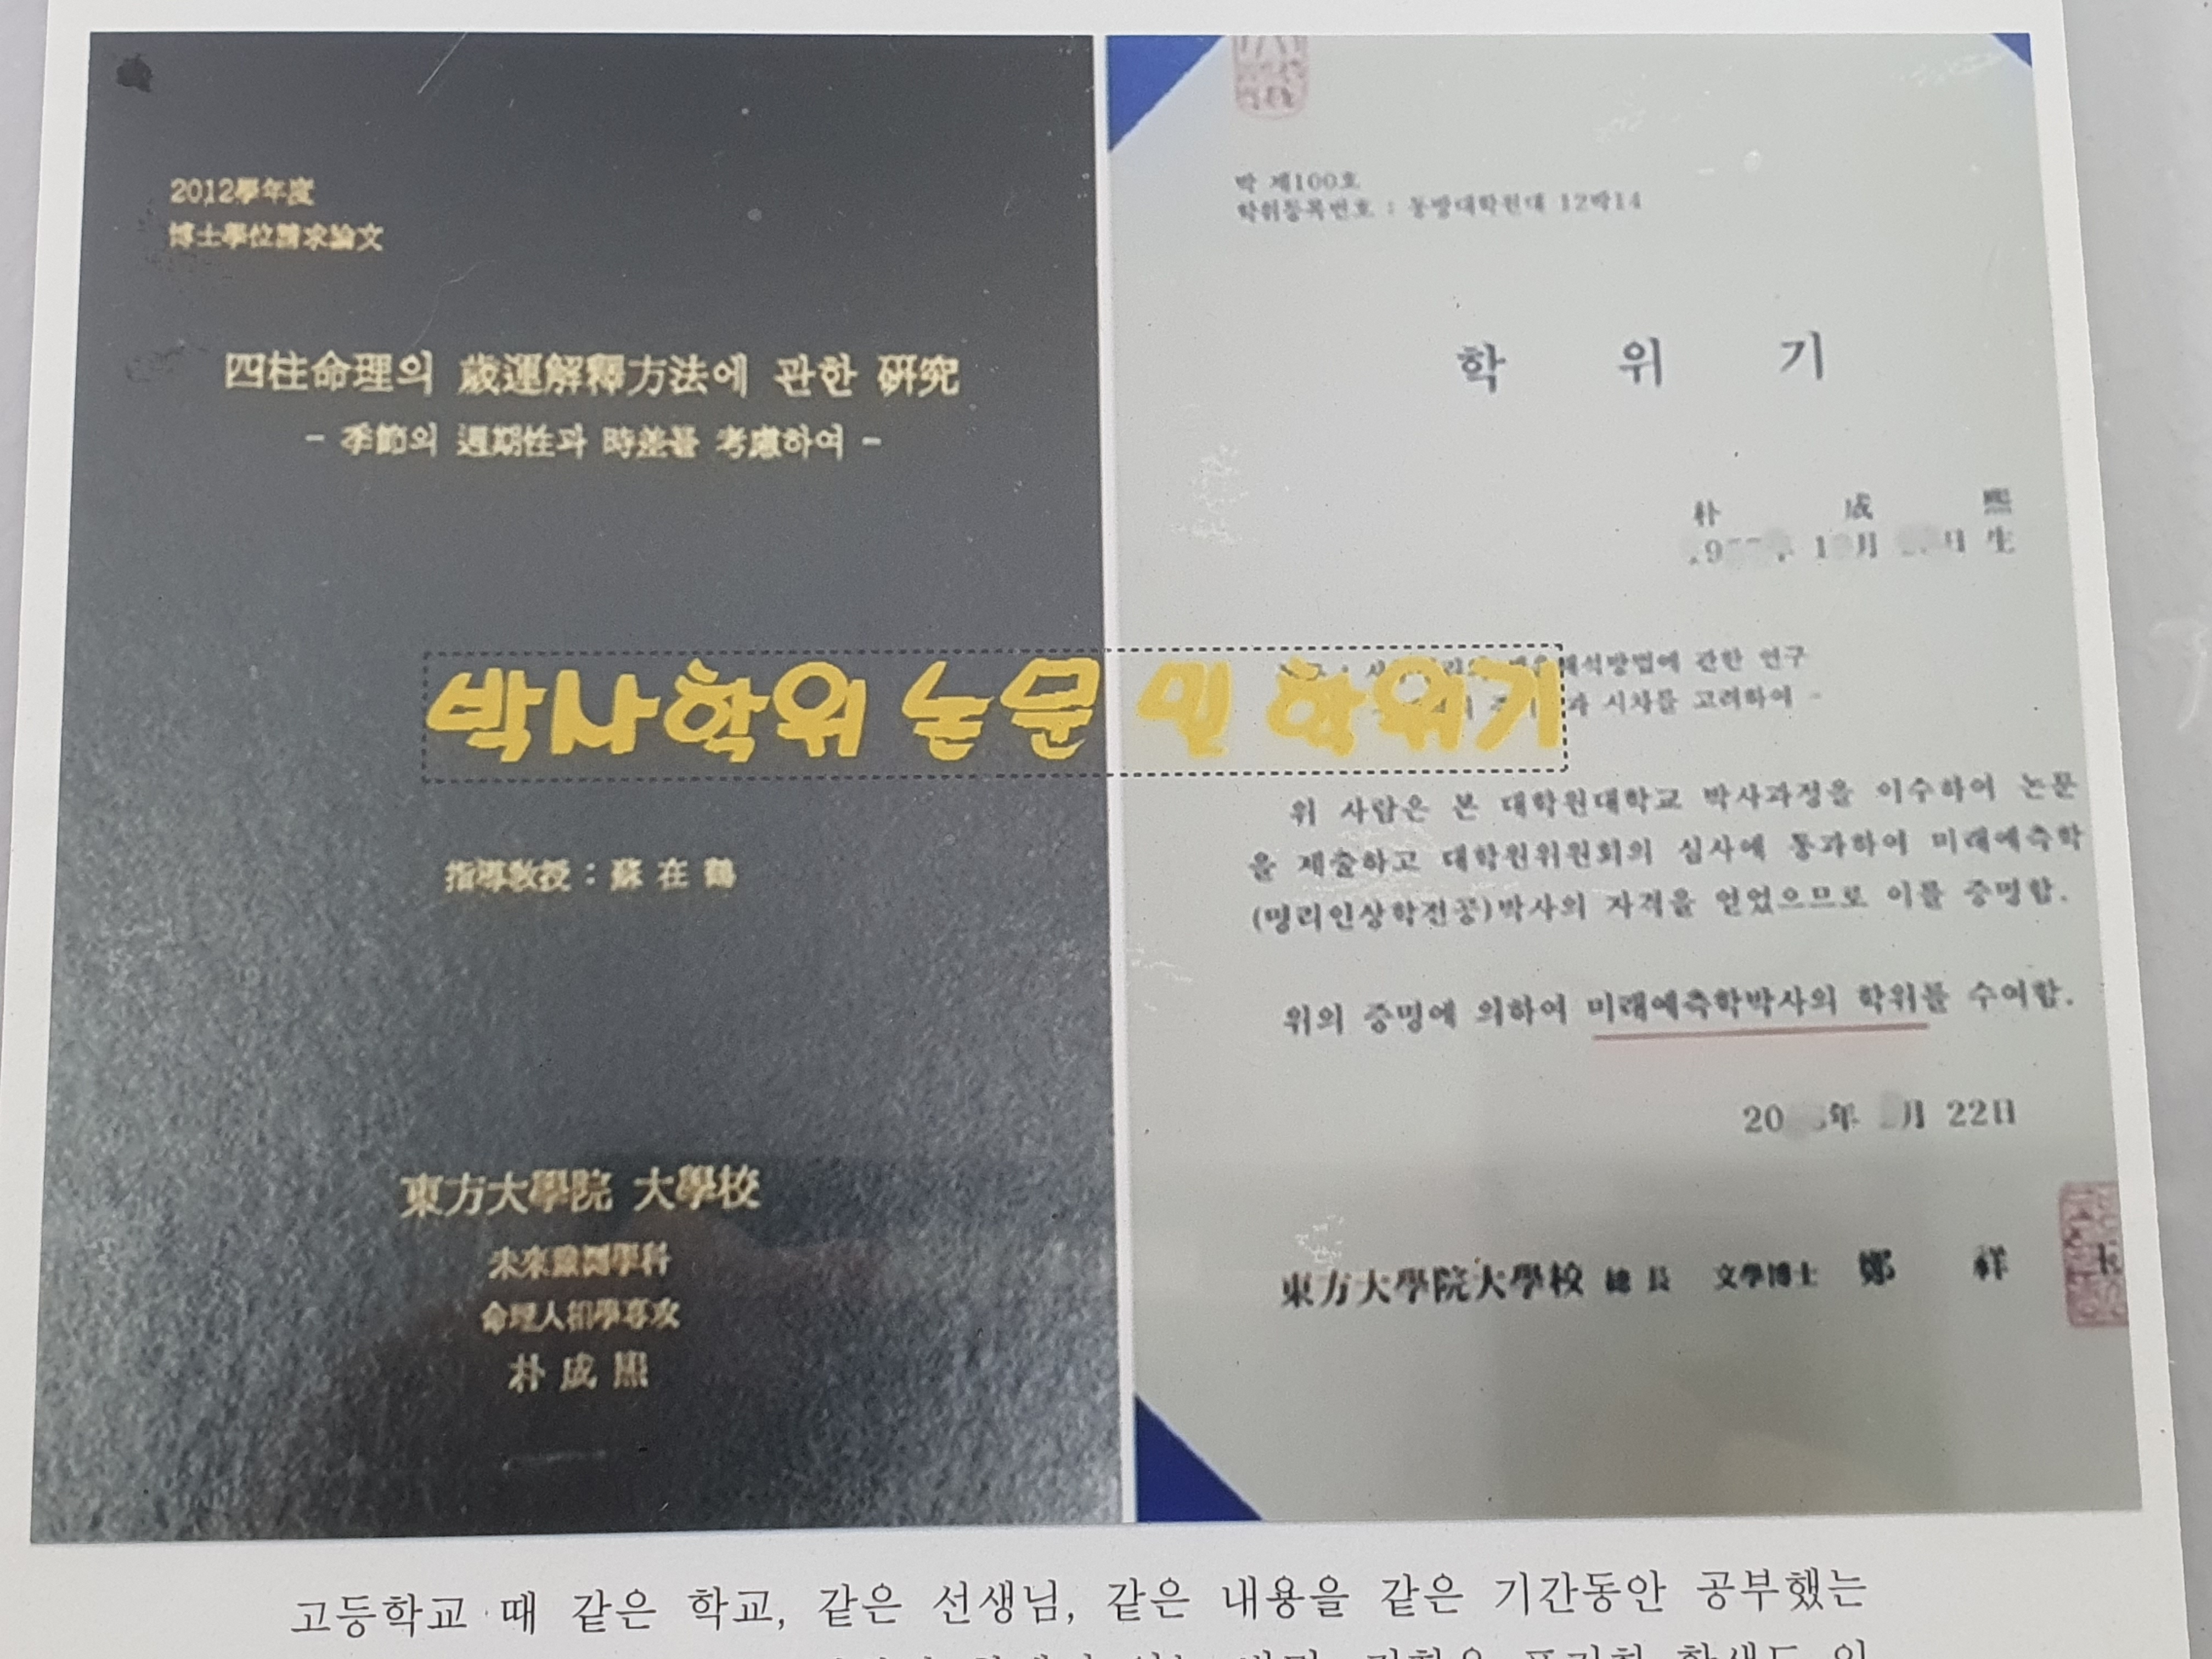 2012學年度
博士學位請求論文
四柱命理의 歲運解釋方法에 관한 硏究
- 季節의 週期性과 時差를 考慮하여 -
박사학위 논문 및 학위기
指導敎授 : 蘇 在 鶴
東方大學院 大學校
未來豫測學科
命理人相學專攻
朴 成 熙
박 제100호
학위등록번호 : 동방대학원대 12박14
학 위 기
朴 成 熙
月 日 生
해석방법에 관한 연구
과 시차를 고려하여 -
위 사람은 본 대학원대학교 박사과정을 이수하여 논문
을 제출하고 대학원위원회의 심사에 통과하여 미래예측학
(명리인상학전공)박사의 자격을 얻었으므로 이를 증명함.
위의 증명에 의하여 미래예측학박사의 학위를 수여함.
20 年 月 22日
東方大學院大學校 總 長 文學博士 鄭 祥 玉
고등학교 때 같은 학교, 같은 선생님, 같은 내용을 같은 기간동안 공부했는